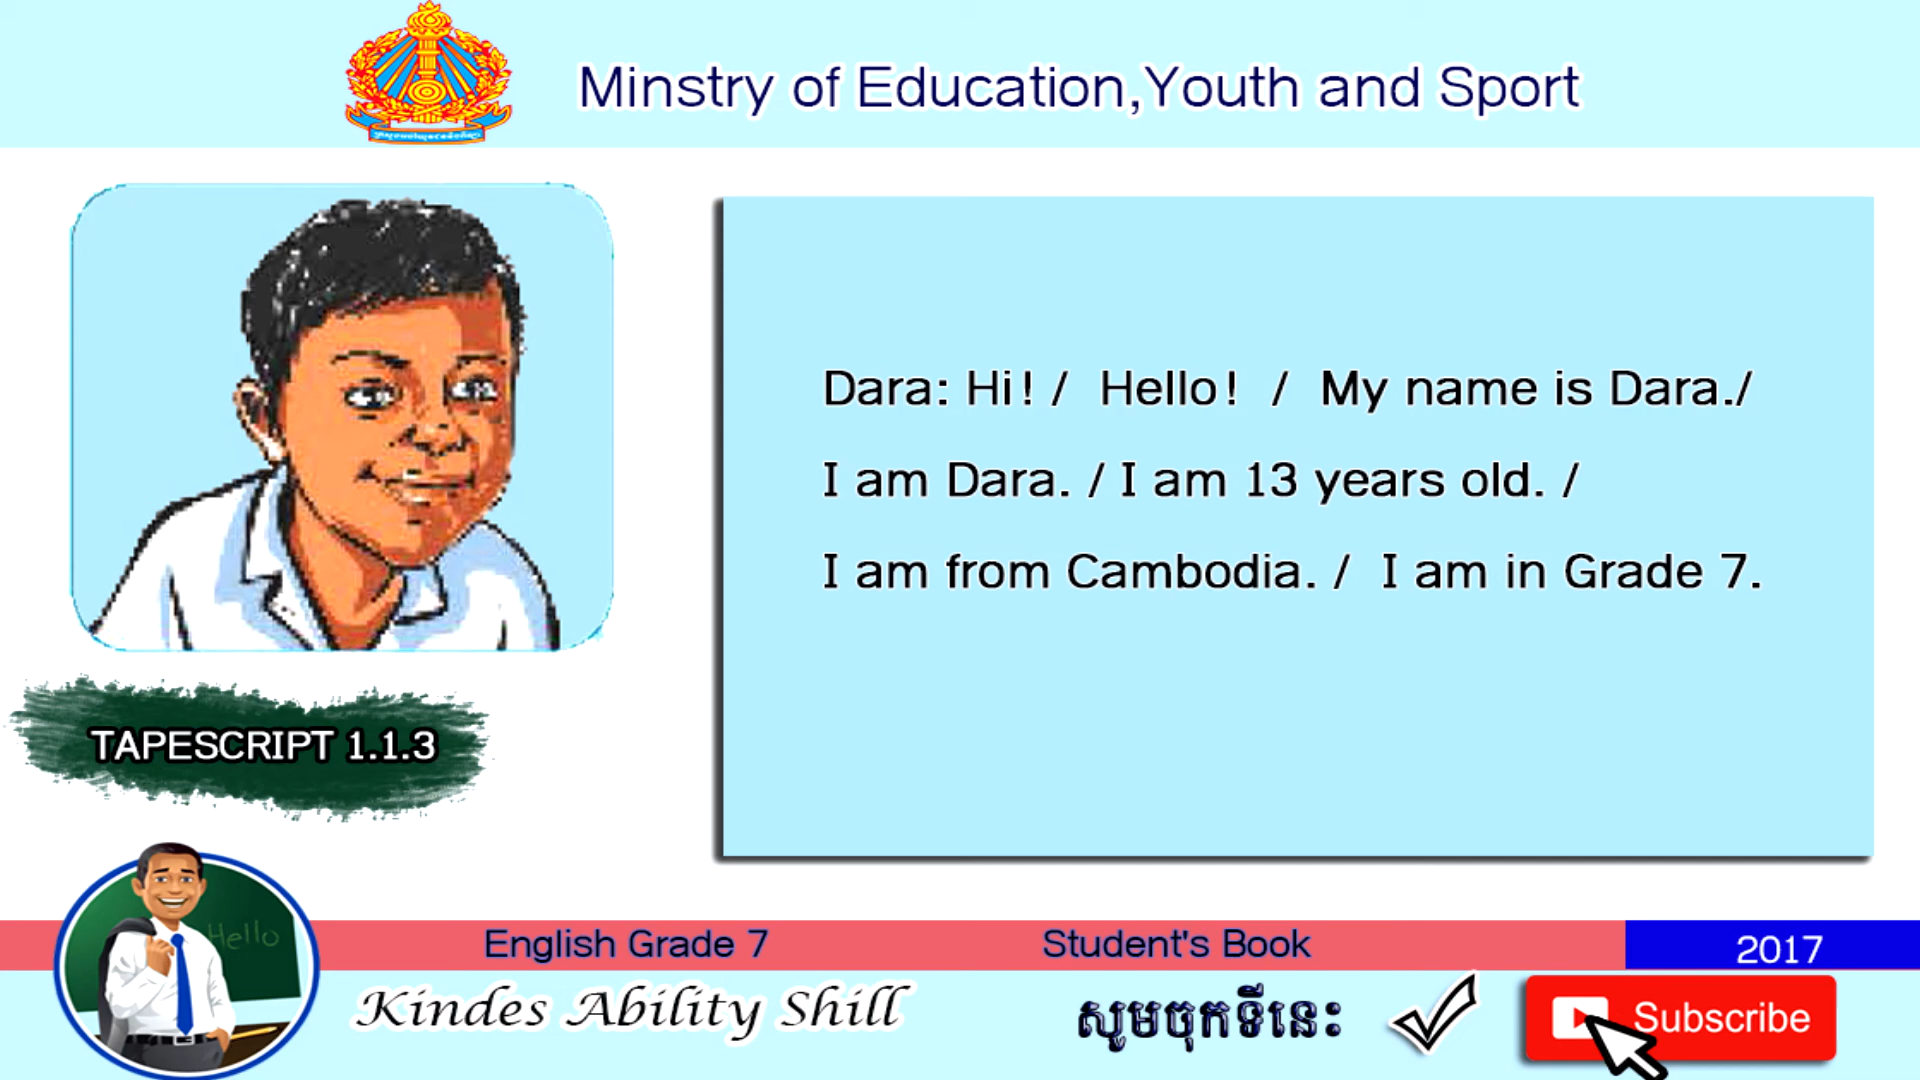 Minstry of Education,Youth and Sport
Dara: Hi! / Hello! / My name is Dara./
I am Dara. / I am 13 years old. /
I am from Cambodia. / I am in Grade 7.
TAPESCRIPT 1.1.3
Hello
English Grade 7
Student's Book
2017
Kindes Ability Shill
សូមចុកទីនេះ
Subscribe